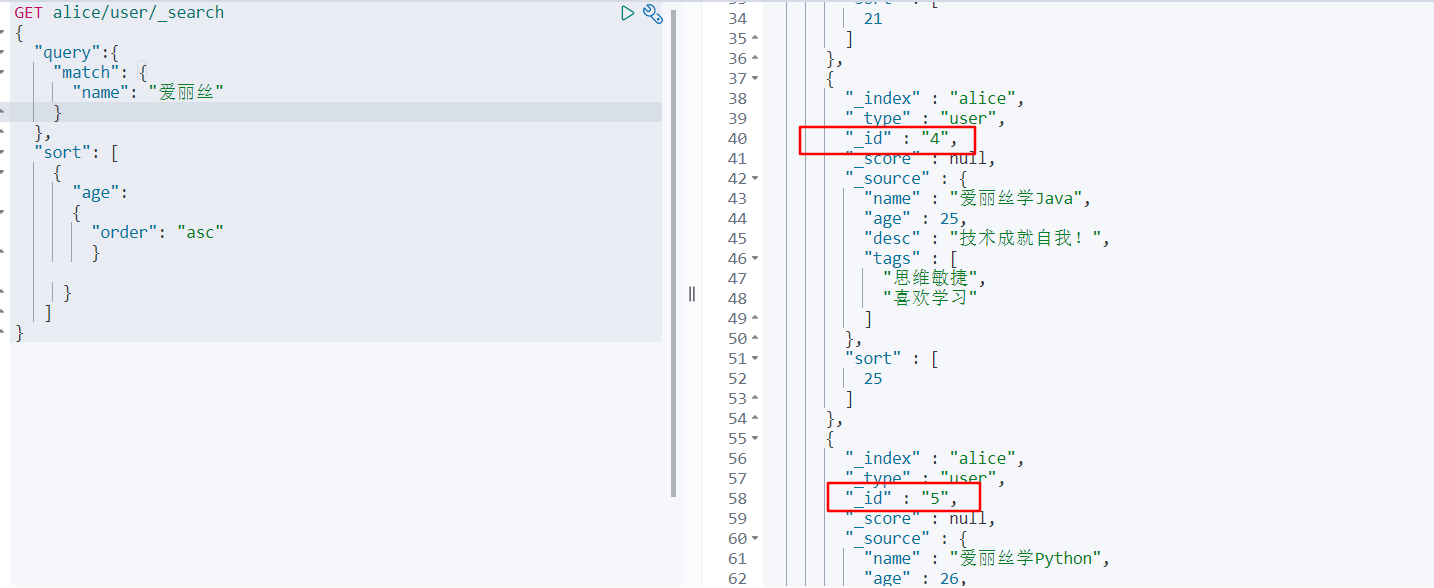 GET alice/user/_search
{
"query":{
"match": {
"name": "爱丽丝"
}
},
"sort": [
{
"age":
{
"order": "asc"
}
}
]
}
34 21
35 ]
36 },
37 {
38 "_index" : "alice",
39 "_type" : "user",
40 "_id" : "4",
41 "_score" : null,
42 "_source" : {
43 "name" : "爱丽丝学Java",
44 "age" : 25,
45 "desc" : "技术成就自我！",
46 "tags" : [
47 "思维敏捷",
48 "喜欢学习"
49 ]
50 },
51 "sort" : [
52 25
53 ]
54 },
55 {
56 "_index" : "alice",
57 "_type" : "user",
58 "_id" : "5",
59 "_score" : null,
60 "_source" : {
61 "name" : "爱丽丝学Python",
62 "age" : 26,